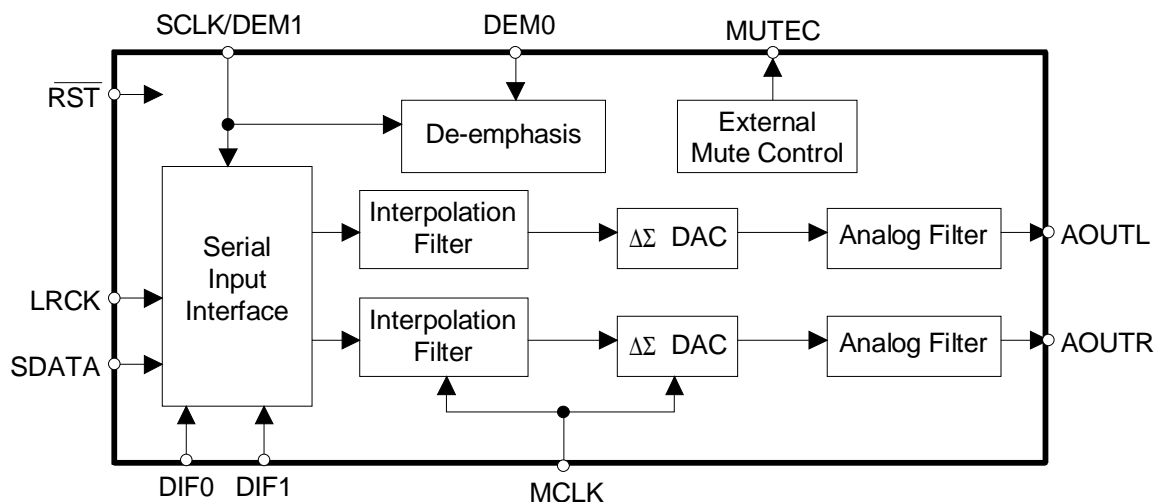 SCLK/DEM1
DEM0
MUTEC
RST
De-emphasis
External
Mute Control
Serial
Input
Interface
Interpolation
Filter
ΔΣ DAC
Analog Filter
AOUTL
LRCK
SDATA
Interpolation
Filter
ΔΣ DAC
Analog Filter
AOUTR
DIF0
DIF1
MCLK